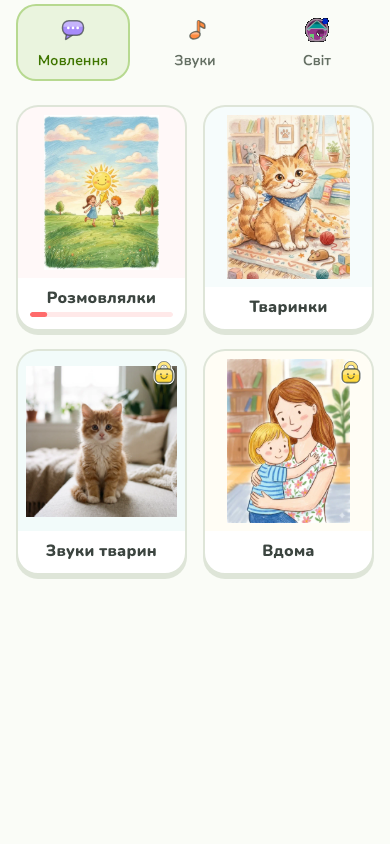 Мовлення
Звуки
Світ
Розмовлялки
Тваринки
Звуки тварин
Вдома